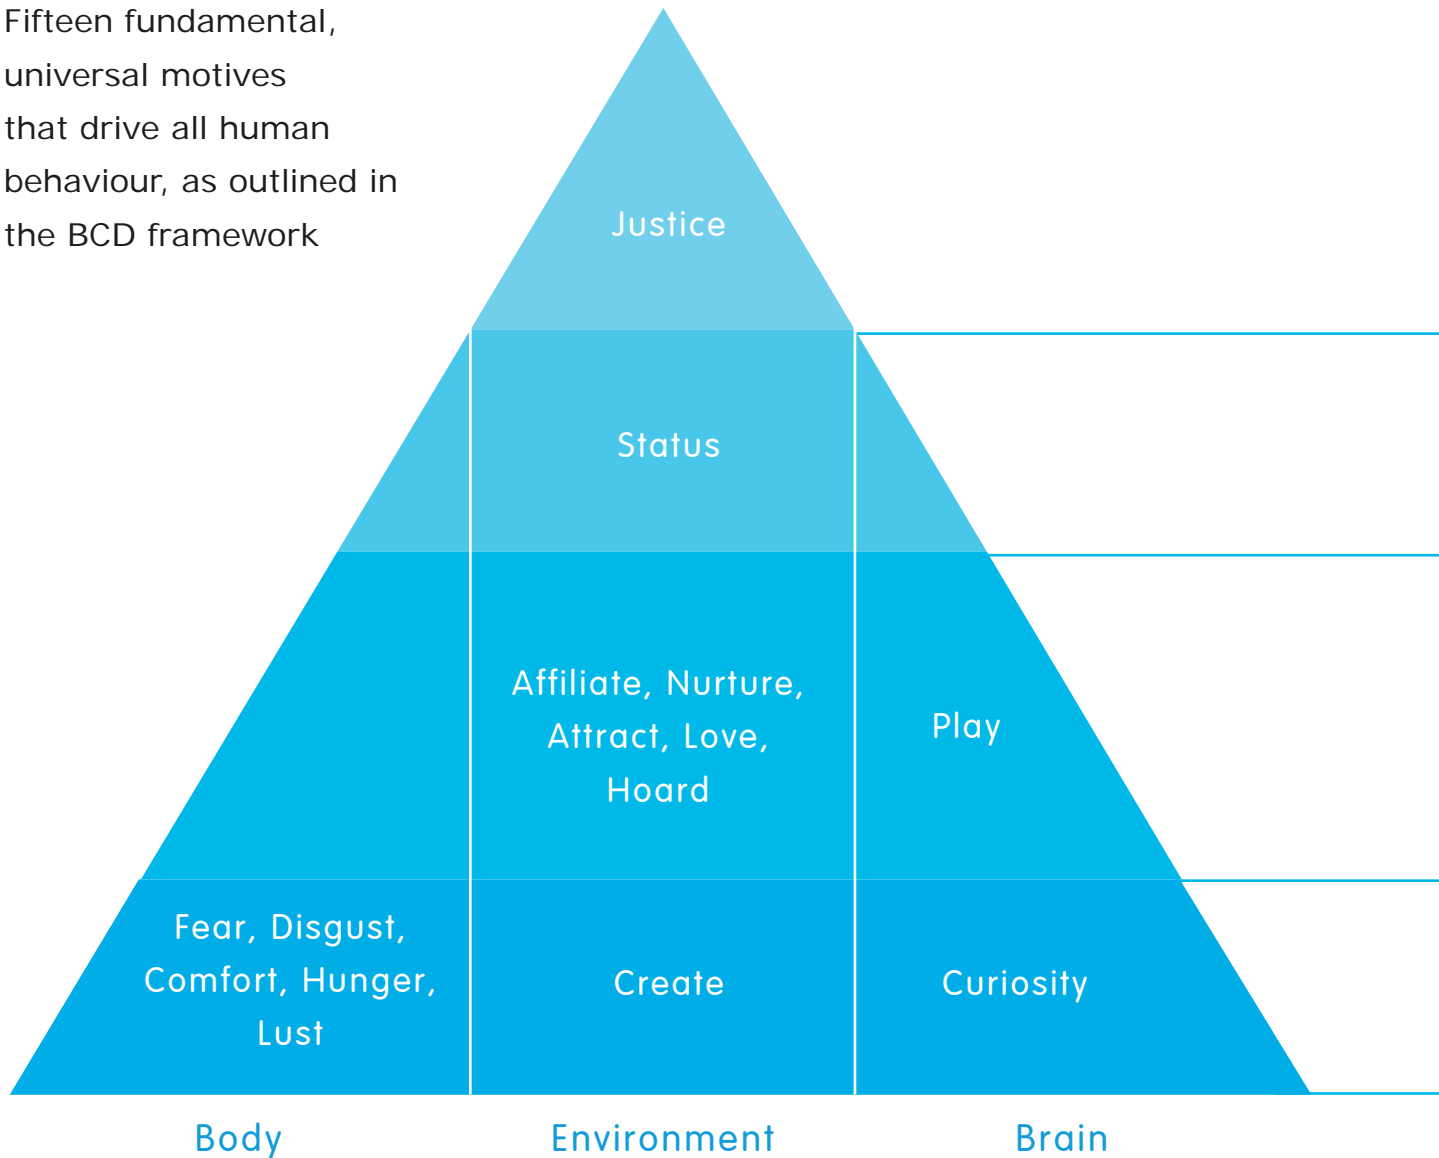 Fifteen fundamental,
universal motives
that drive all human
behaviour, as outlined in
the BCD framework
Justice
Status
Affiliate, Nurture,
Attract, Love,
Hoard
Play
Fear, Disgust,
Comfort, Hunger,
Lust
Create
Curiosity
Body
Environment
Brain